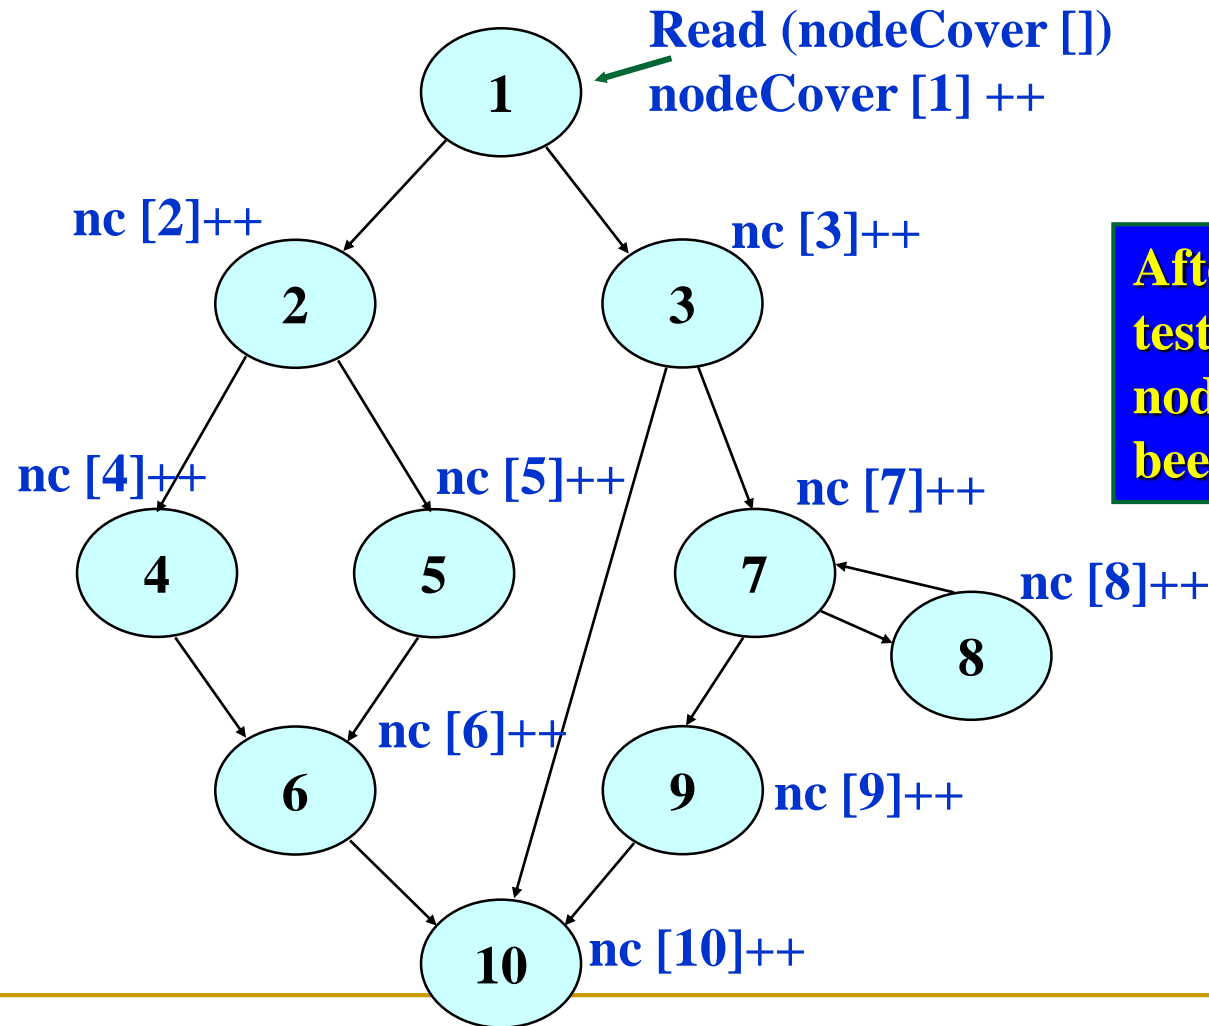 Read (nodeCover [])
1
nodeCover [1] ++
nc [2]++
nc [3]++
2
3
test
nc [4]++
nc [5]++
nc [7]++
4
5
7
nc [8]++
8
nc [6]++
6
9
nc [9]++
10
nc [10]++